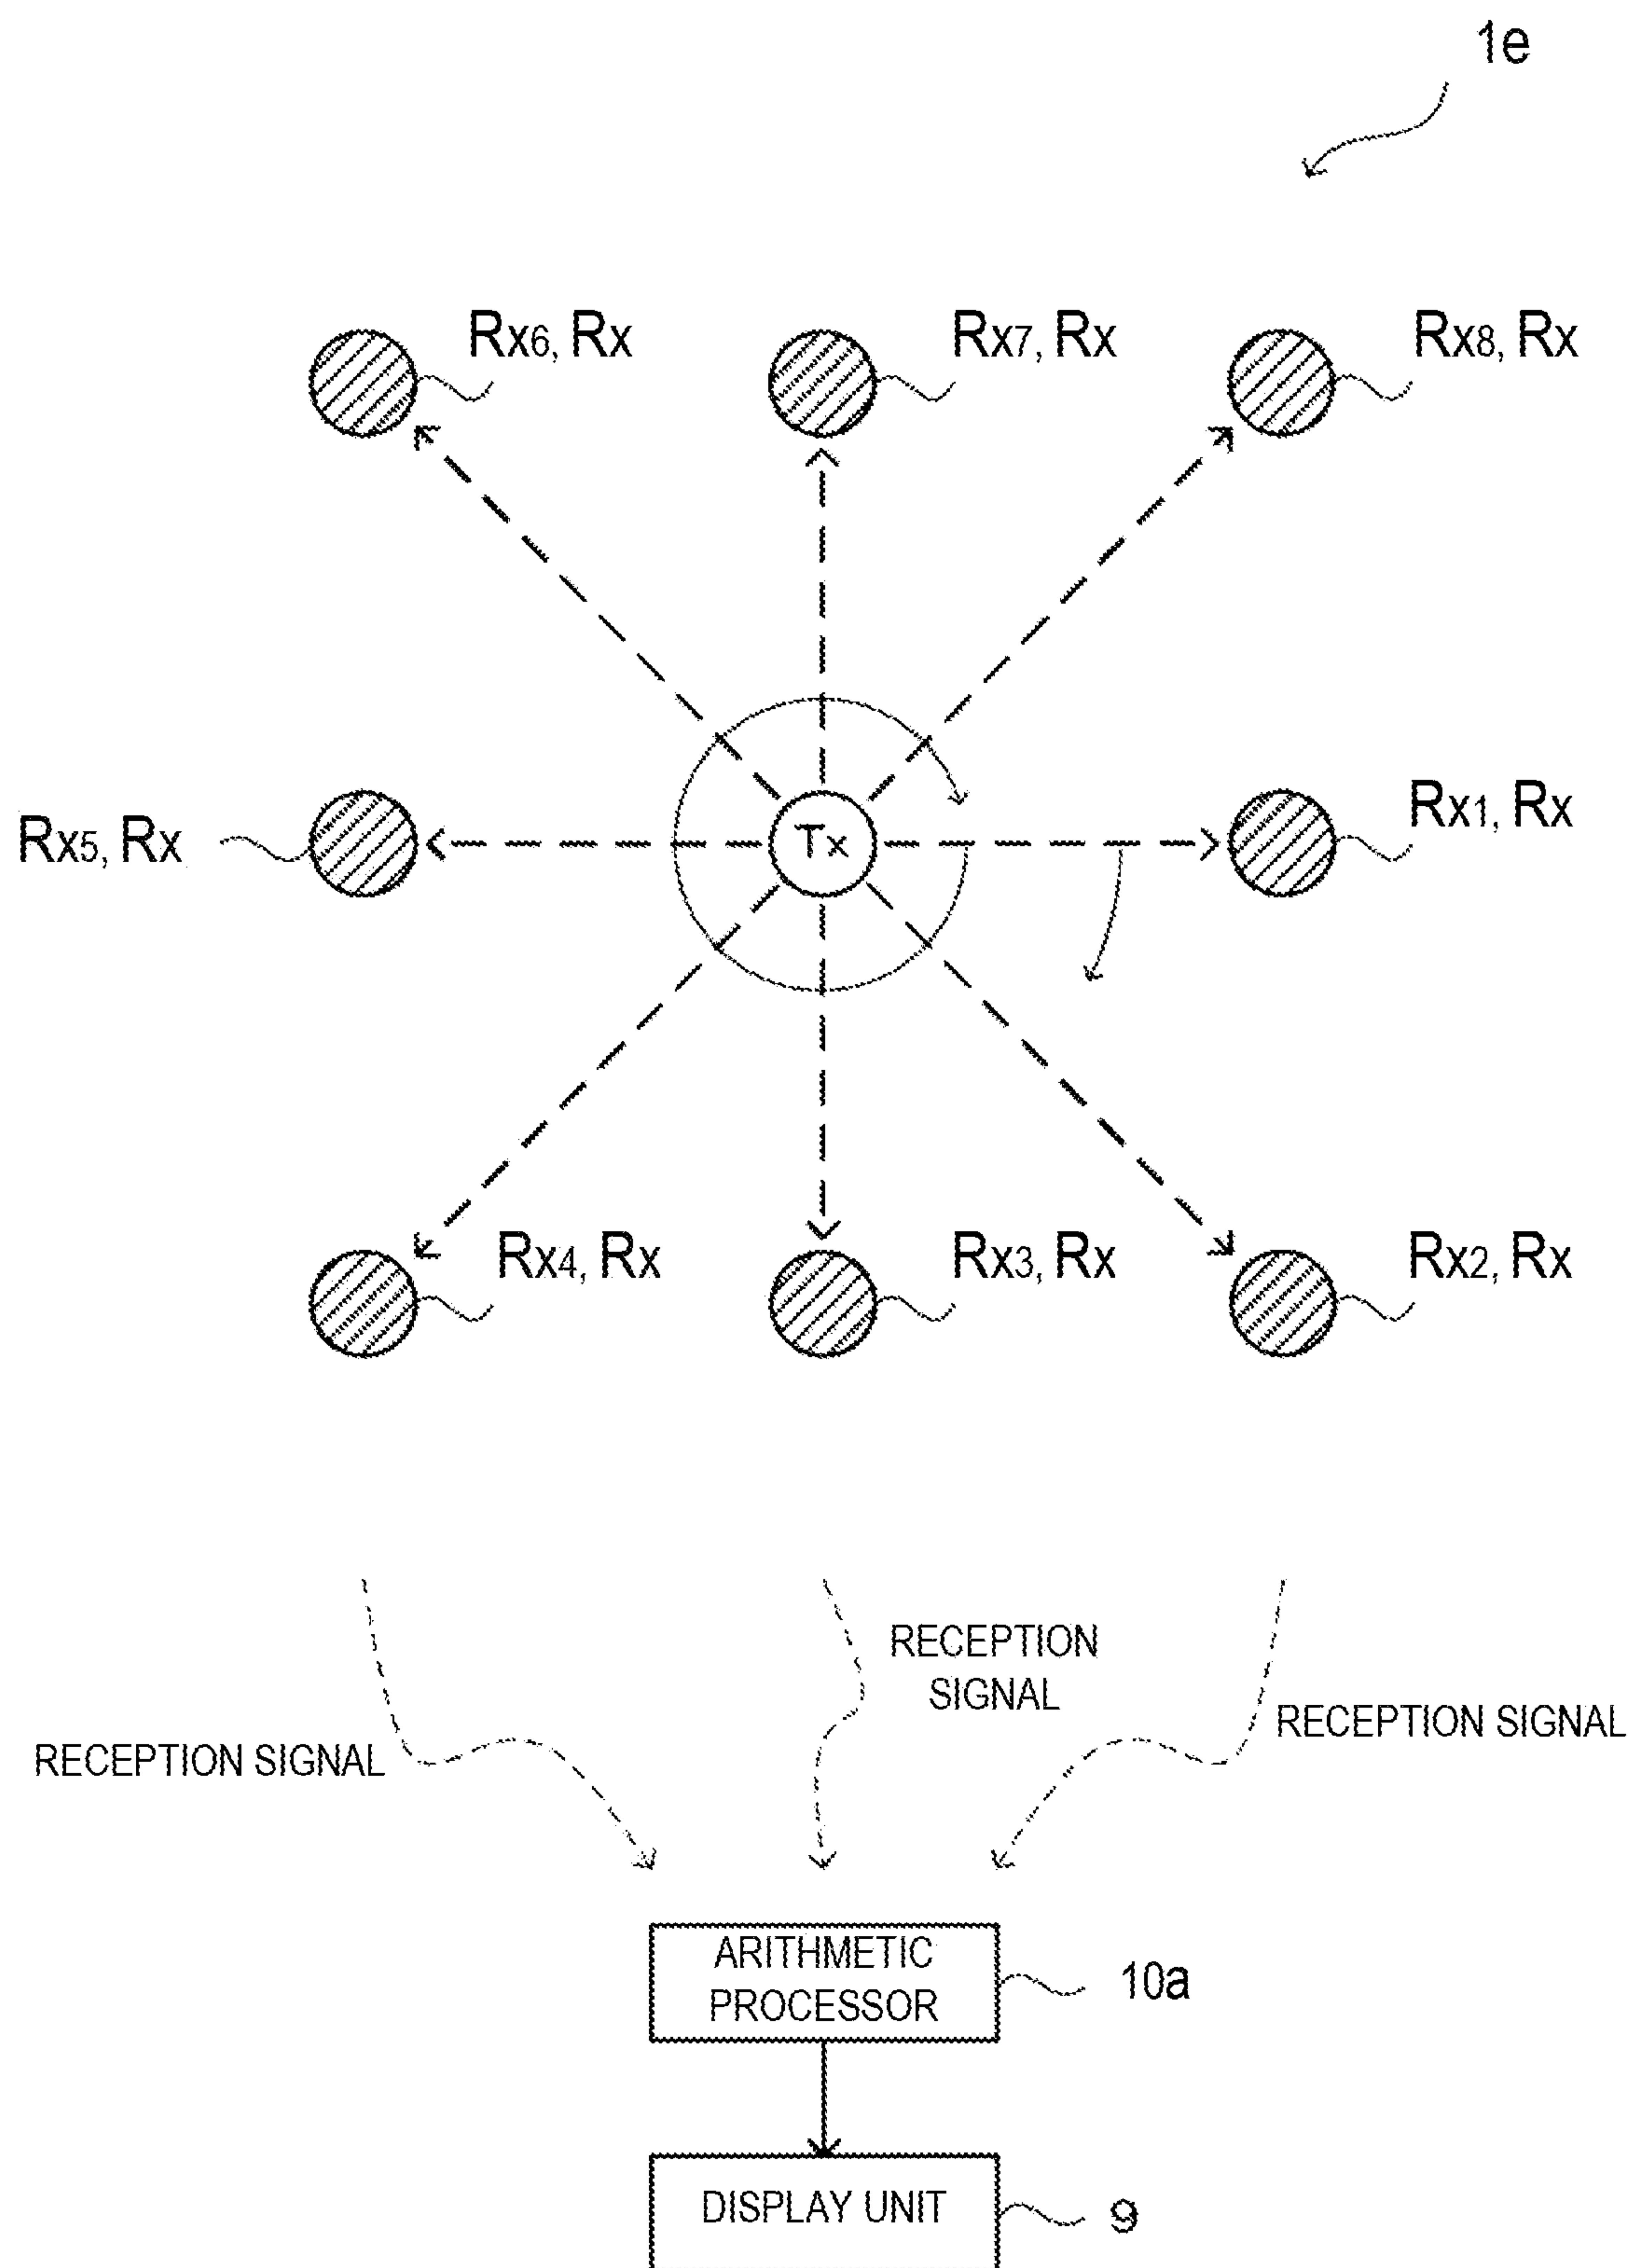 1e
Rx6, Rx
Rx7, Rx
Rx8, Rx
Rx5, Rx
Tx
Rx1, Rx
Rx4, Rx
Rx3, Rx
Rx2, Rx
RECEPTION
SIGNAL
RECEPTION SIGNAL
RECEPTION SIGNAL
ARITHMETIC
PROCESSOR
10a
DISPLAY UNIT
9